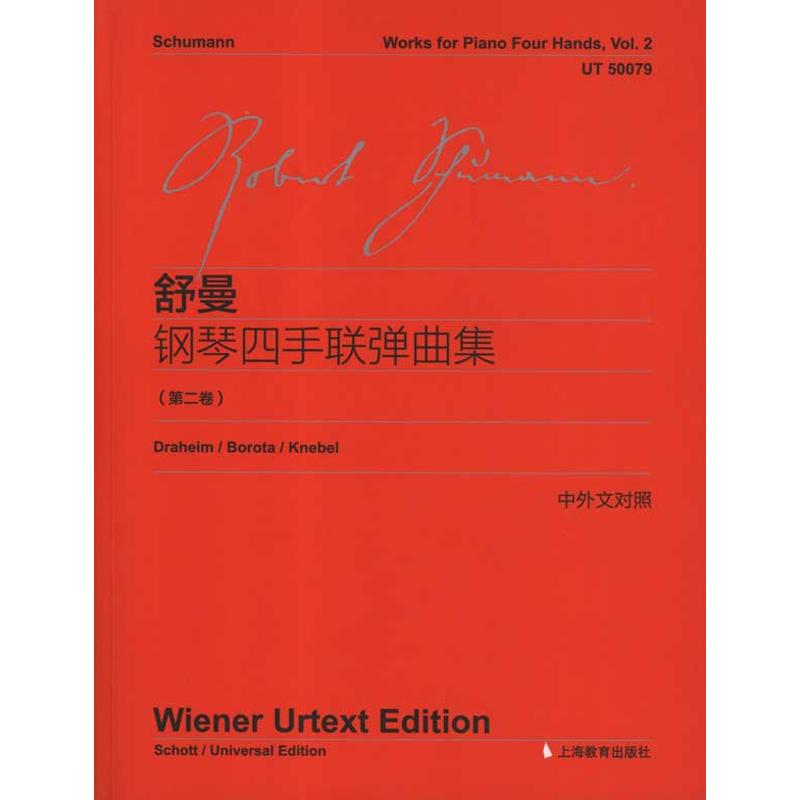 Schumann
Works for Piano Four Hands, Vol. 2
UT 50079
Robert Schumann.
舒曼
钢琴四手联弹曲集
（第二卷）
Draheim / Borota / Knebel
中外文对照
Wiener Urtext Edition
Schott / Universal Edition
上海教育出版社